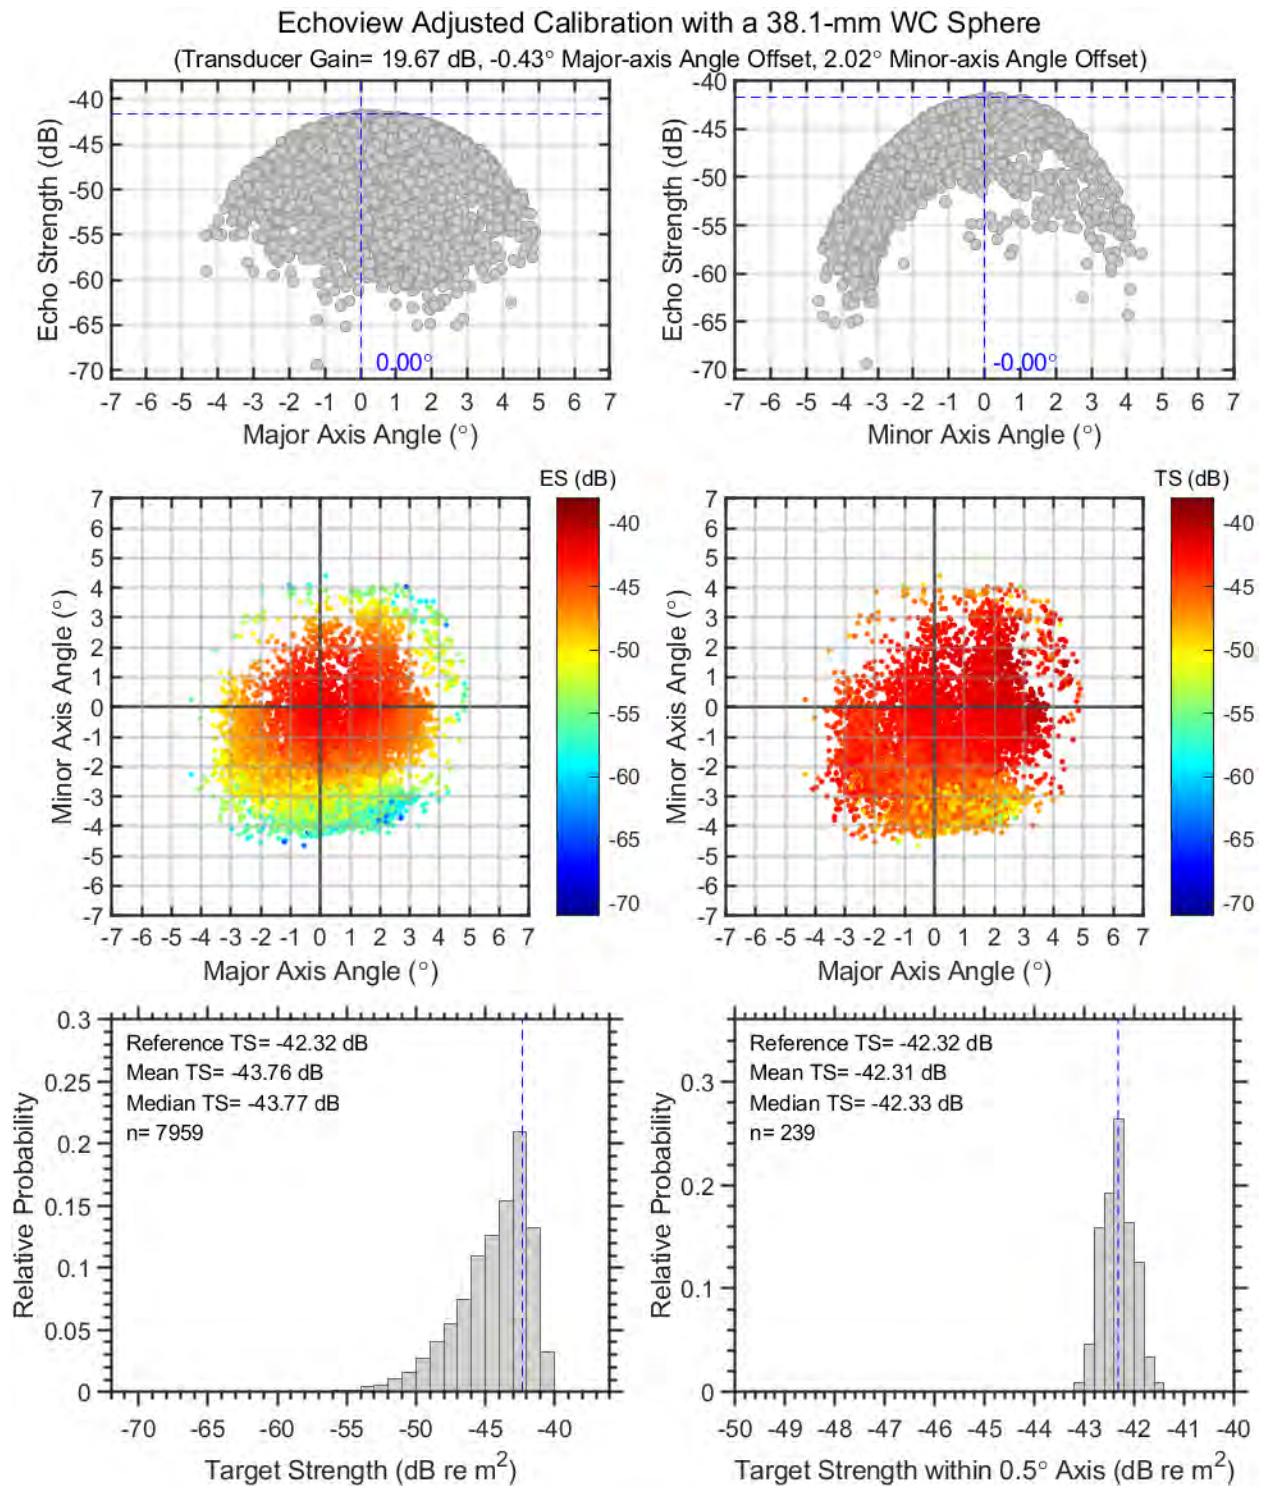 Echoview Adjusted Calibration with a 38.1-mm WC Sphere
(Transducer Gain= 19.67 dB, -0.43° Major-axis Angle Offset, 2.02° Minor-axis Angle Offset)
Echo Strength (dB)
-40
-45
-50
-55
-60
-65
-70
0.00°
-7 -6 -5 -4 -3 -2 -1 0 1 2 3 4 5 6 7
Major Axis Angle (°)
Echo Strength (dB)
-40
-45
-50
-55
-60
-65
-70
-0.00°
-7 -6 -5 -4 -3 -2 -1 0 1 2 3 4 5 6 7
Minor Axis Angle (°)
Minor Axis Angle (°)
7
6
5
4
3
2
1
0
-1
-2
-3
-4
-5
-6
-7
-7 -6 -5 -4 -3 -2 -1 0 1 2 3 4 5 6 7
Major Axis Angle (°)
ES (dB)
-40
-45
-50
-55
-60
-65
-70
Minor Axis Angle (°)
7
6
5
4
3
2
1
0
-1
-2
-3
-4
-5
-6
-7
-7 -6 -5 -4 -3 -2 -1 0 1 2 3 4 5 6 7
Major Axis Angle (°)
TS (dB)
-40
-45
-50
-55
-60
-65
-70
Relative Probability
0.3
0.25
0.2
0.15
0.1
0.05
0
Reference TS= -42.32 dB
Mean TS= -43.76 dB
Median TS= -43.77 dB
n= 7959
-70 -65 -60 -55 -50 -45 -40
Target Strength (dB re m²)
Relative Probability
0.3
0.2
0.1
0
Reference TS= -42.32 dB
Mean TS= -42.31 dB
Median TS= -42.33 dB
n= 239
-50 -49 -48 -47 -46 -45 -44 -43 -42 -41 -40
Target Strength within 0.5° Axis (dB re m²)